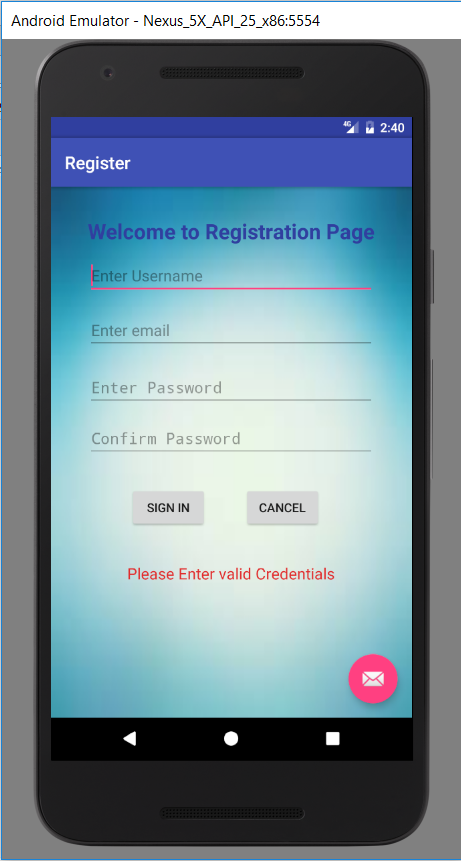 Android Emulator - Nexus_5X_API_25_x86:5554
4G 2:40
Register
Welcome to Registration Page
Enter Username
Enter email
Enter Password
Confirm Password
SIGN IN CANCEL
Please Enter valid Credentials